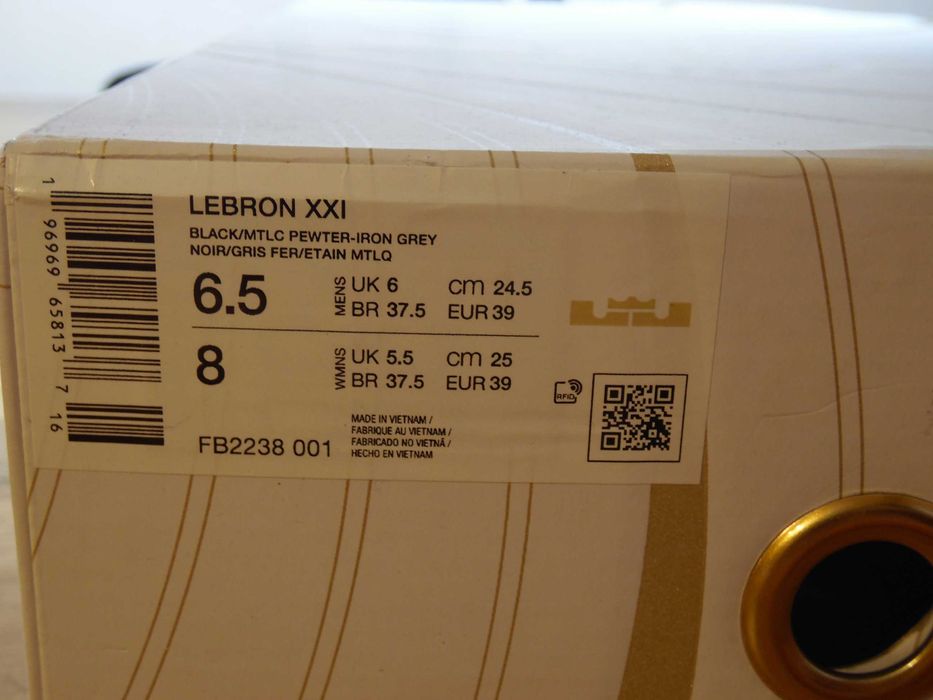 LEBRON XXI
BLACK/MTLC PEWTER-IRON GREY
NOIR/GRIS FER/ETAIN MTLQ
6.5 MENS UK 6 cm 24.5
BR 37.5 EUR 39
8 WMNS UK 5.5 cm 25
BR 37.5 EUR 39
RFID
FB2238 001
MADE IN VIETNAM /
FABRIQUE AU VIETNAM /
FABRICADO NO VIETNÃ /
HECHO EN VIETNAM
1 96969 65813 7 16